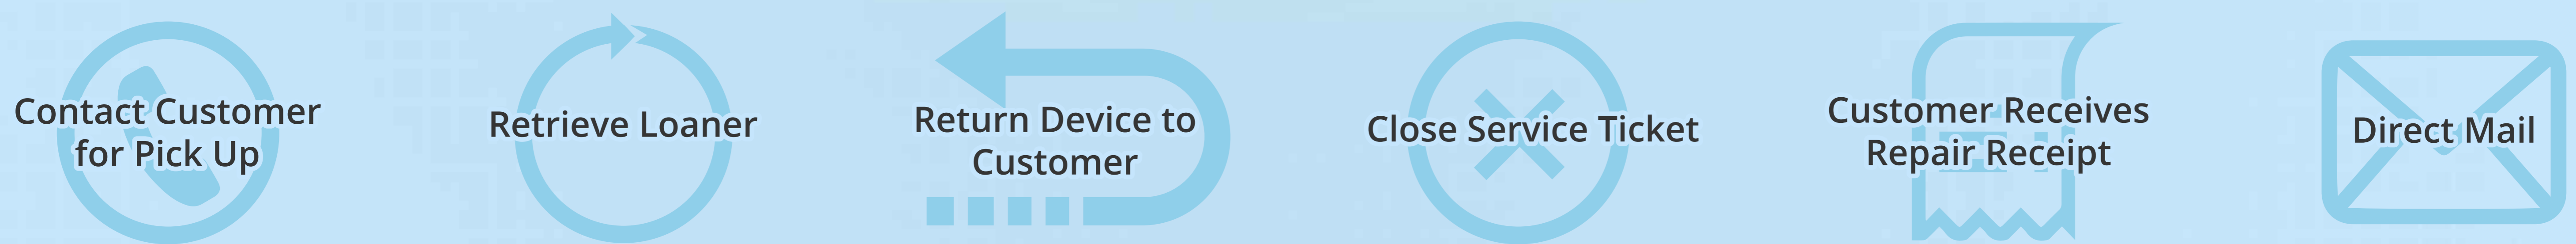 Contact Customer
for Pick Up
Retrieve Loaner
Return Device to
Customer
Close Service Ticket
Customer Receives
Repair Receipt
Direct Mail